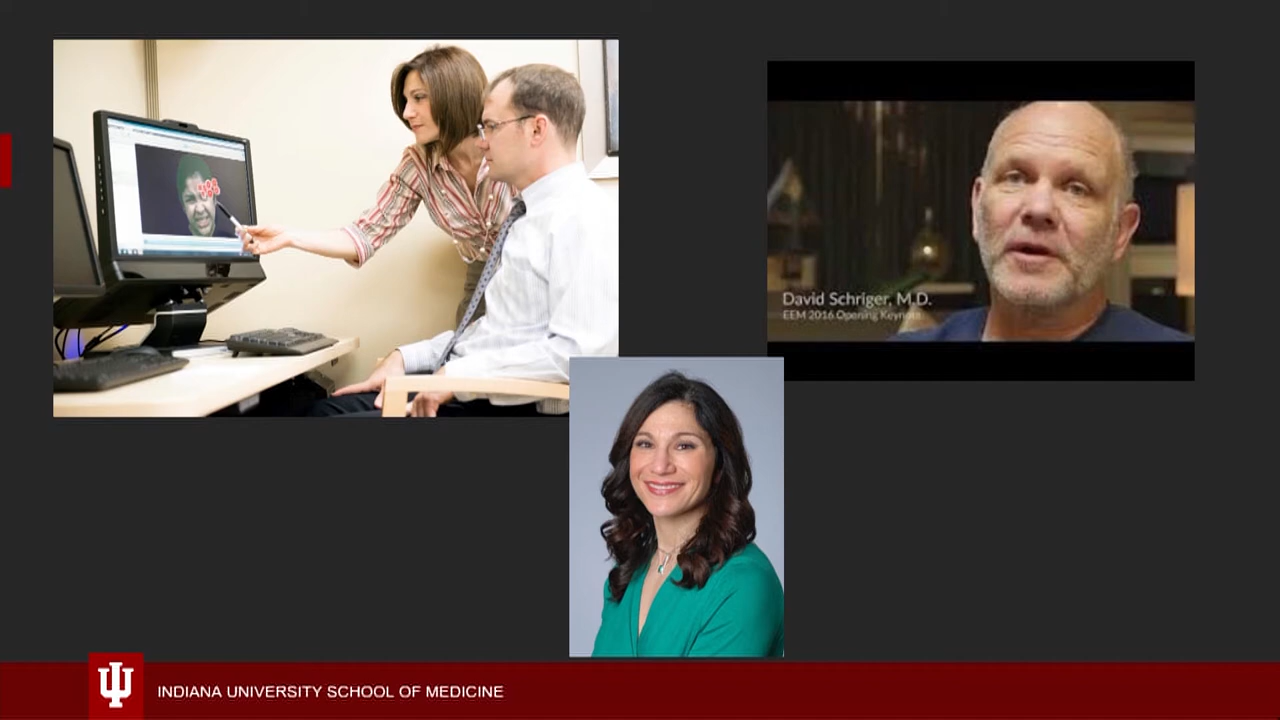 David Schriger, M.D.
EEM 2016 Opening Keynote
INDIANA UNIVERSITY SCHOOL OF MEDICINE